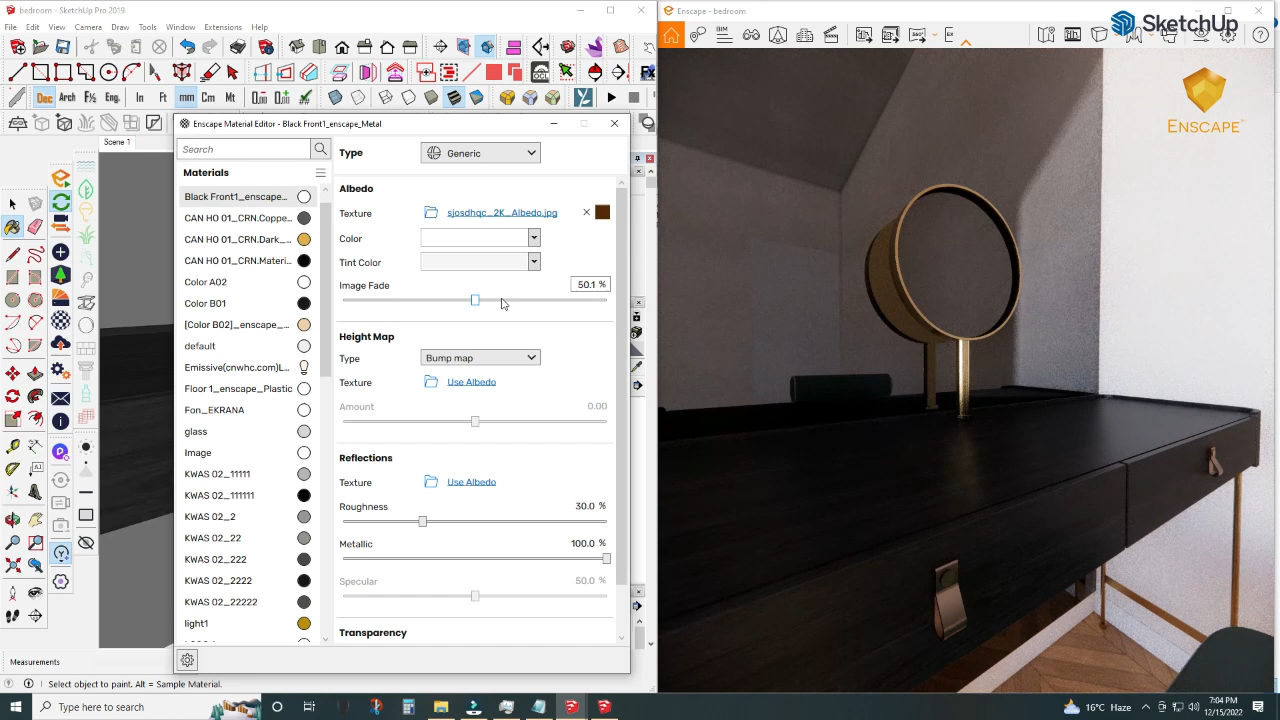 bedroom - SketchUp Pro 2019
File Edit View Camera Draw Tools Window Extensions Help
Dec Arch F½ Eng. In Ft mm Cm Mt
Scene 1
Enscape Material Editor - Black Front1_enscape_Metal
Search
Materials
Black Front1_enscape...
CAN HO 01_CRN.Coppe...
CAN HO 01_CRN.Dark_...
CAN HO 01_CRN.Materi...
Color A02
Color B01
[Color B02]_enscape_...
default
Emissive(cnwhc.com)L...
Floor 1_enscape_Plastic
Fon_EKRANA
glass
Image
KWAS 02_11111
KWAS 02_111111
KWAS 02_2
KWAS 02_22
KWAS 02_222
KWAS 02_2222
KWAS 02_22222
light1
Type Generic
Albedo
Texture sjosdhqc_2K_Albedo.jpg
Color
Tint Color
Image Fade 50.1 %
Height Map
Type Bump map
Texture Use Albedo
Amount 0.00
Reflections
Texture Use Albedo
Roughness 30.0 %
Metallic 100.0 %
Specular 50.0 %
Transparency
Measurements
Select object to paint. Alt = Sample Material.
Enscape - bedroom
BIM
360°
SketchUp
ENSCAPE™
Type here to search
16°C Haze
7:04 PM
12/15/2022